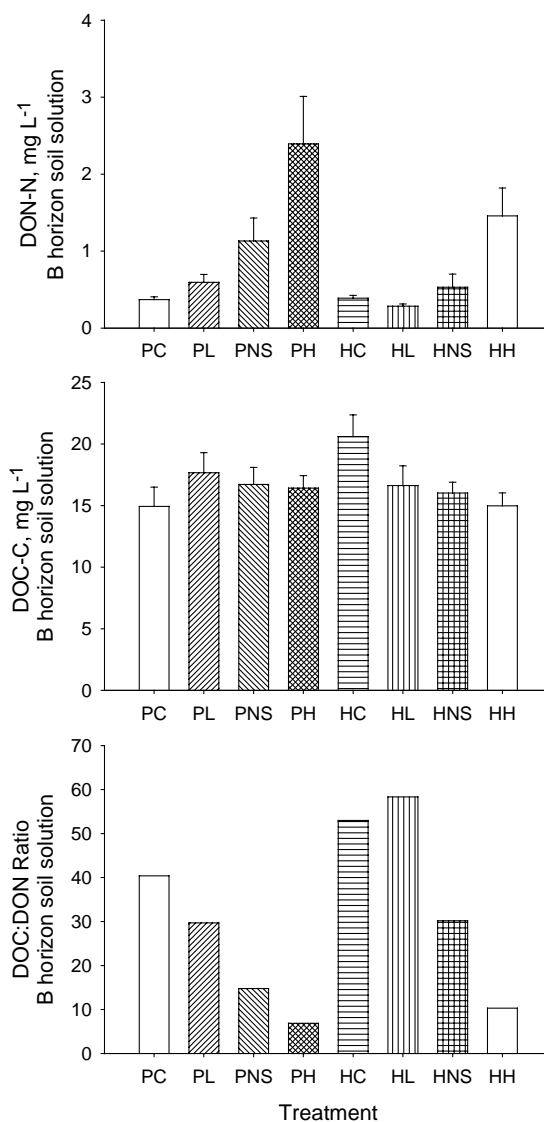 DON-N, mg L-1
B horizon soil solution
4
3
2
1
0
PC PL PNS PH HC HL HNS HH
DOC-C, mg L-1
B horizon soil solution
25
20
15
10
5
0
PC PL PNS PH HC HL HNS HH
DOC:DON Ratio
B horizon soil solution
70
60
50
40
30
20
10
0
PC PL PNS PH HC HL HNS HH
Treatment